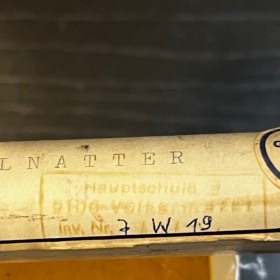 LNATTER
Hauptschule 3
9100 Völkermarkt
Inv. Nr. 7 W 19